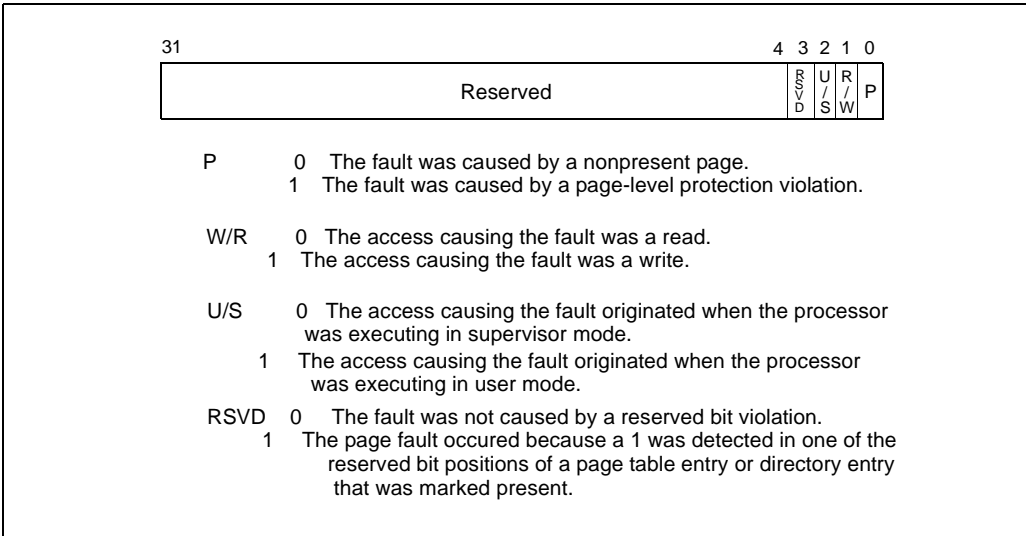 31 4 3 2 1 0
Reserved RSVD U/S R/W P
P 0 The fault was caused by a nonpresent page.
1 The fault was caused by a page-level protection violation.
W/R 0 The access causing the fault was a read.
1 The access causing the fault was a write.
U/S 0 The access causing the fault originated when the processor
was executing in supervisor mode.
1 The access causing the fault originated when the processor
was executing in user mode.
RSVD 0 The fault was not caused by a reserved bit violation.
1 The page fault occured because a 1 was detected in one of the
reserved bit positions of a page table entry or directory entry
that was marked present.